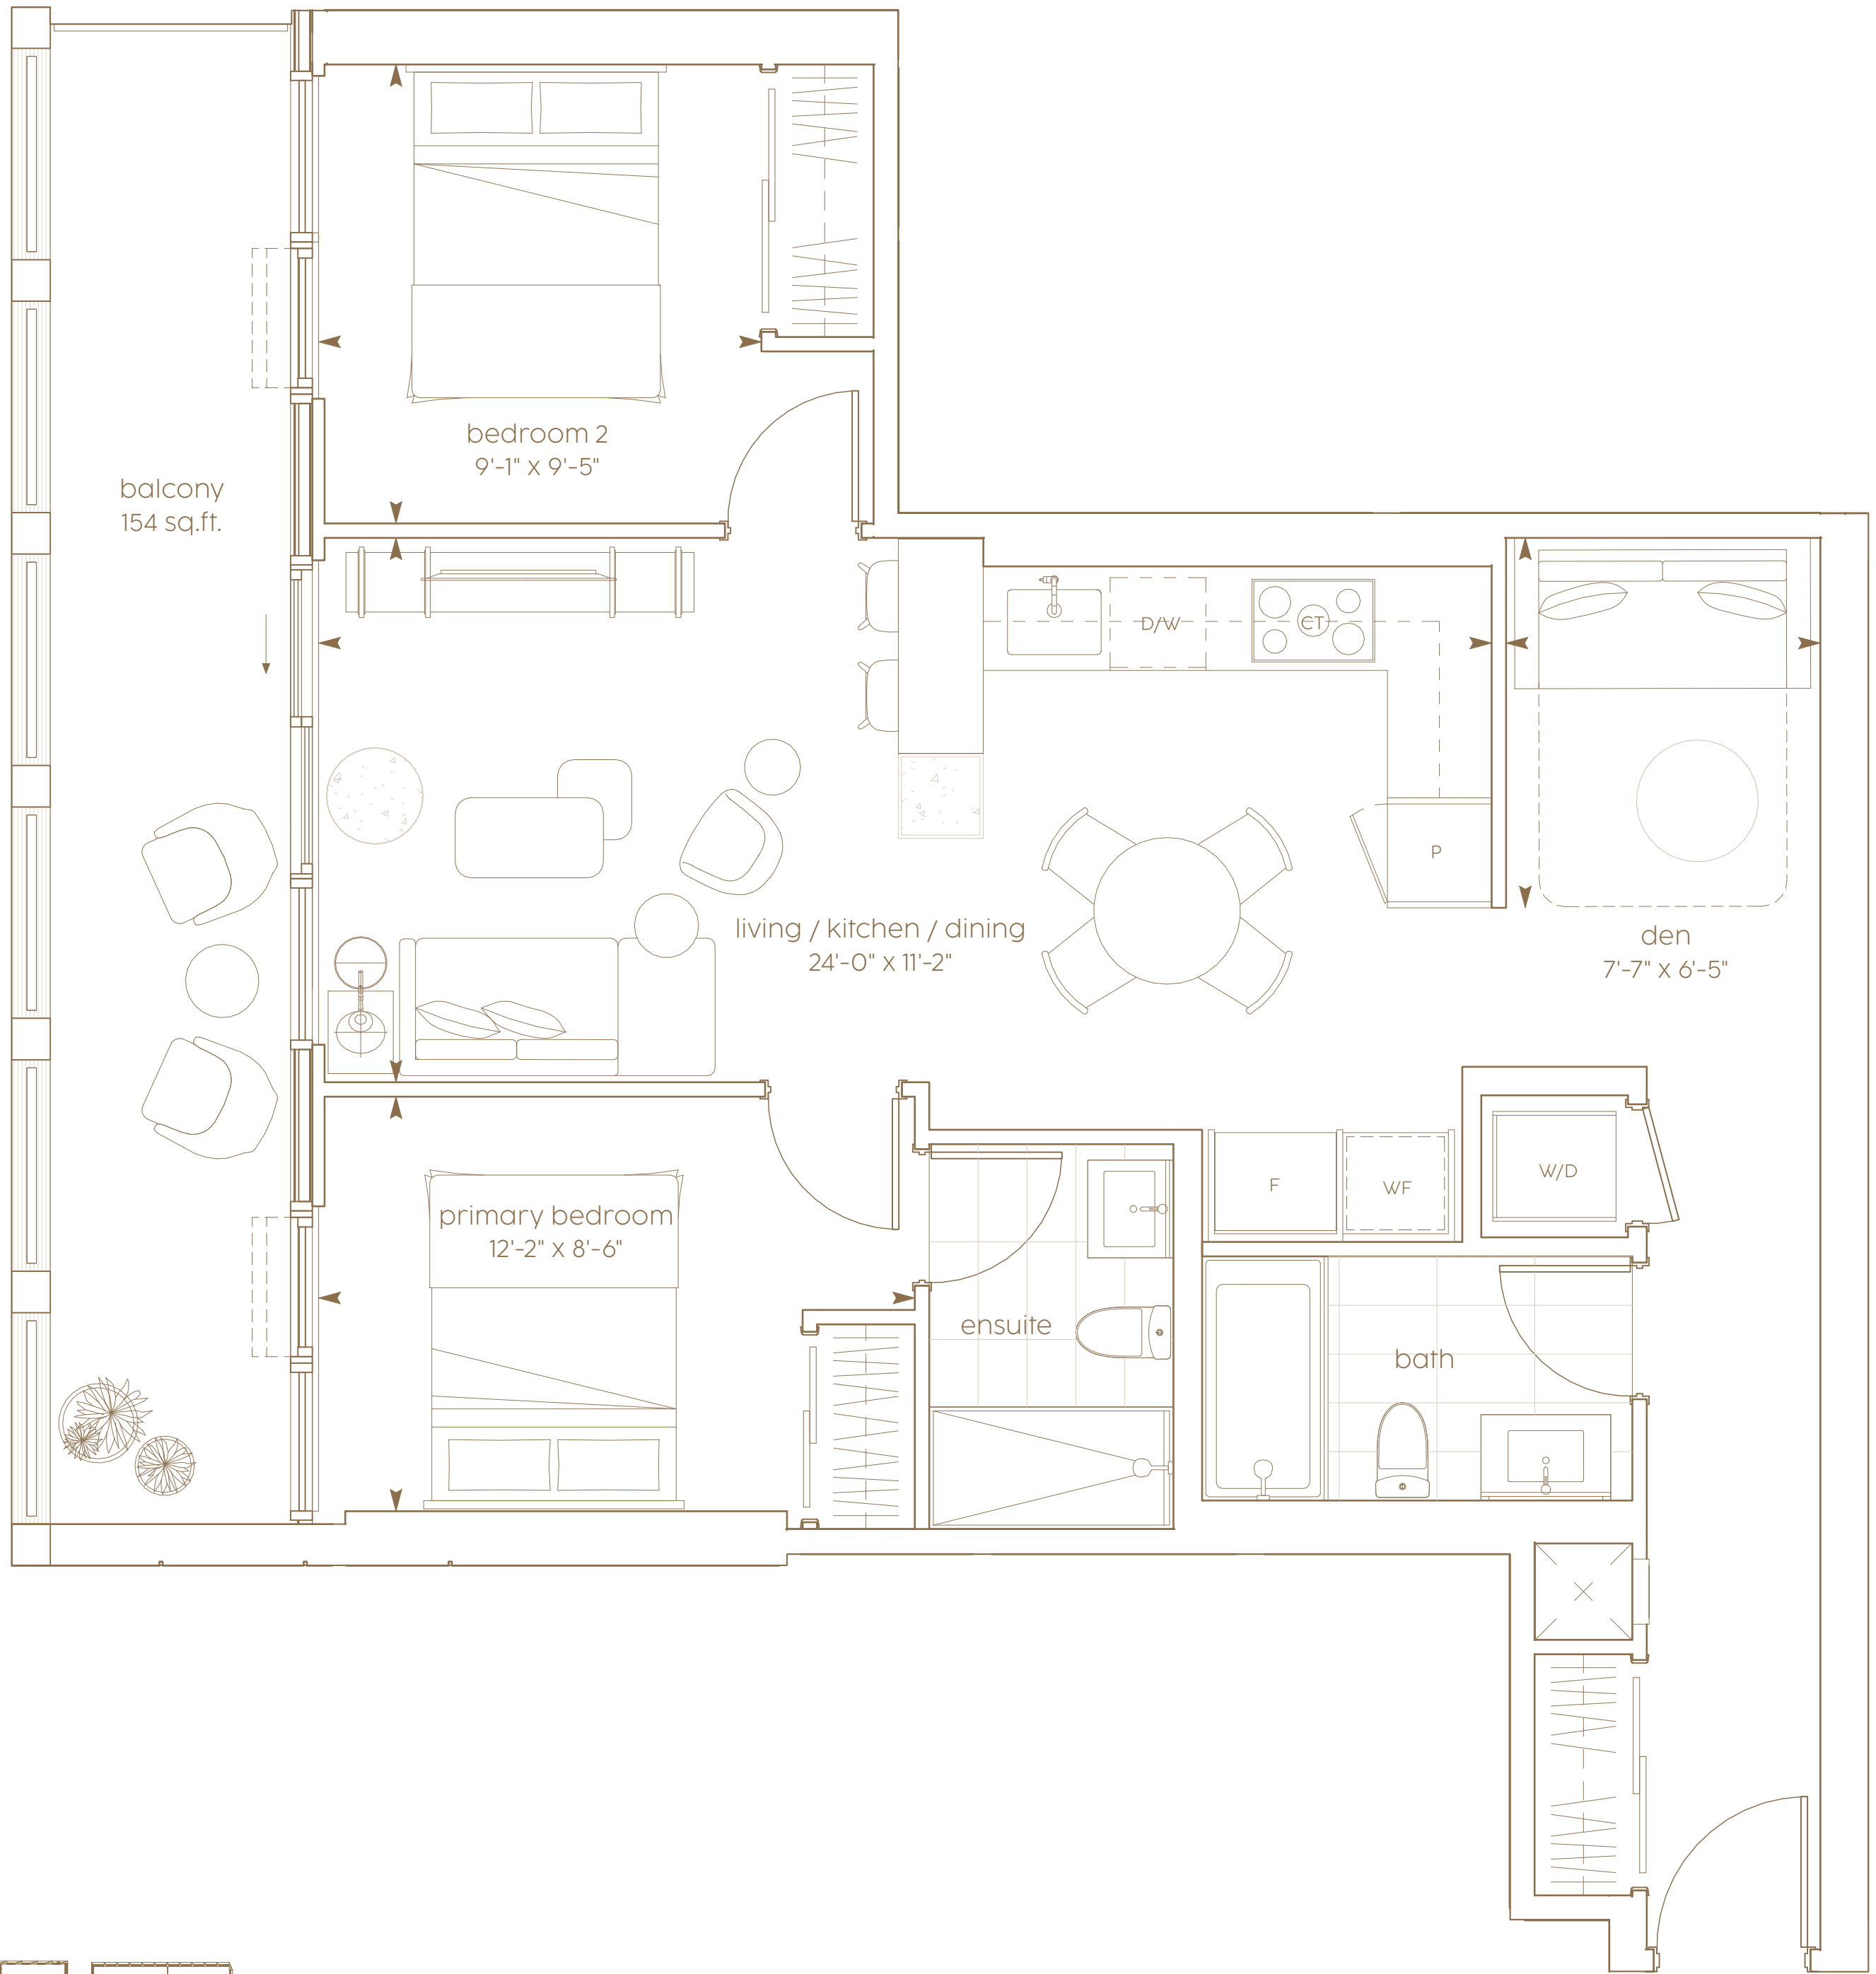 bedroom 2
9'-1" X 9'-5"
balcony
154 sq.ft.
D/W
CT
P
living / kitchen / dining
24'-0" X 11'-2"
den
7'-7" X 6'-5"
primary bedroom
12'-2" X 8'-6"
F
WF
W/D
ensuite
bath